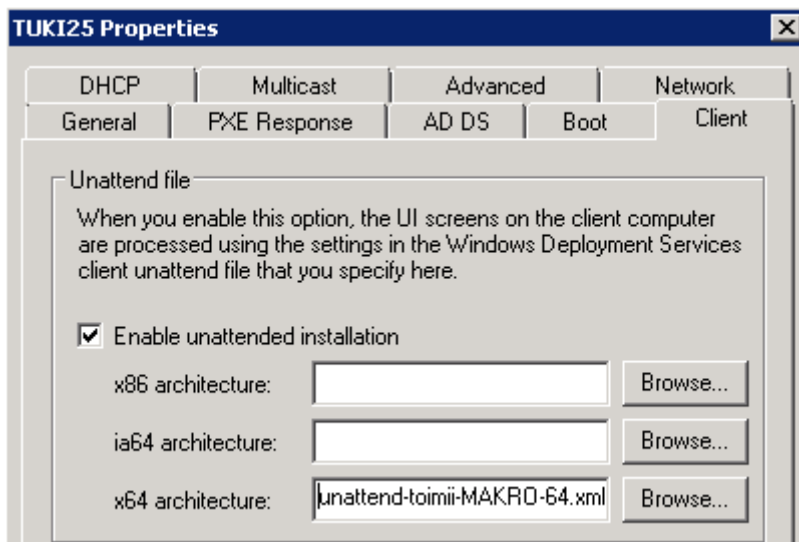 TUKI25 Properties
DHCP Multicast Advanced Network
General PXE Response AD DS Boot Client
Unattend file
When you enable this option, the UI screens on the client computer
are processed using the settings in the Windows Deployment Services
client unattend file that you specify here.
Enable unattended installation
x86 architecture: Browse...
ia64 architecture: Browse...
x64 architecture: unattend-toimii-MAKRO-64.xml Browse...